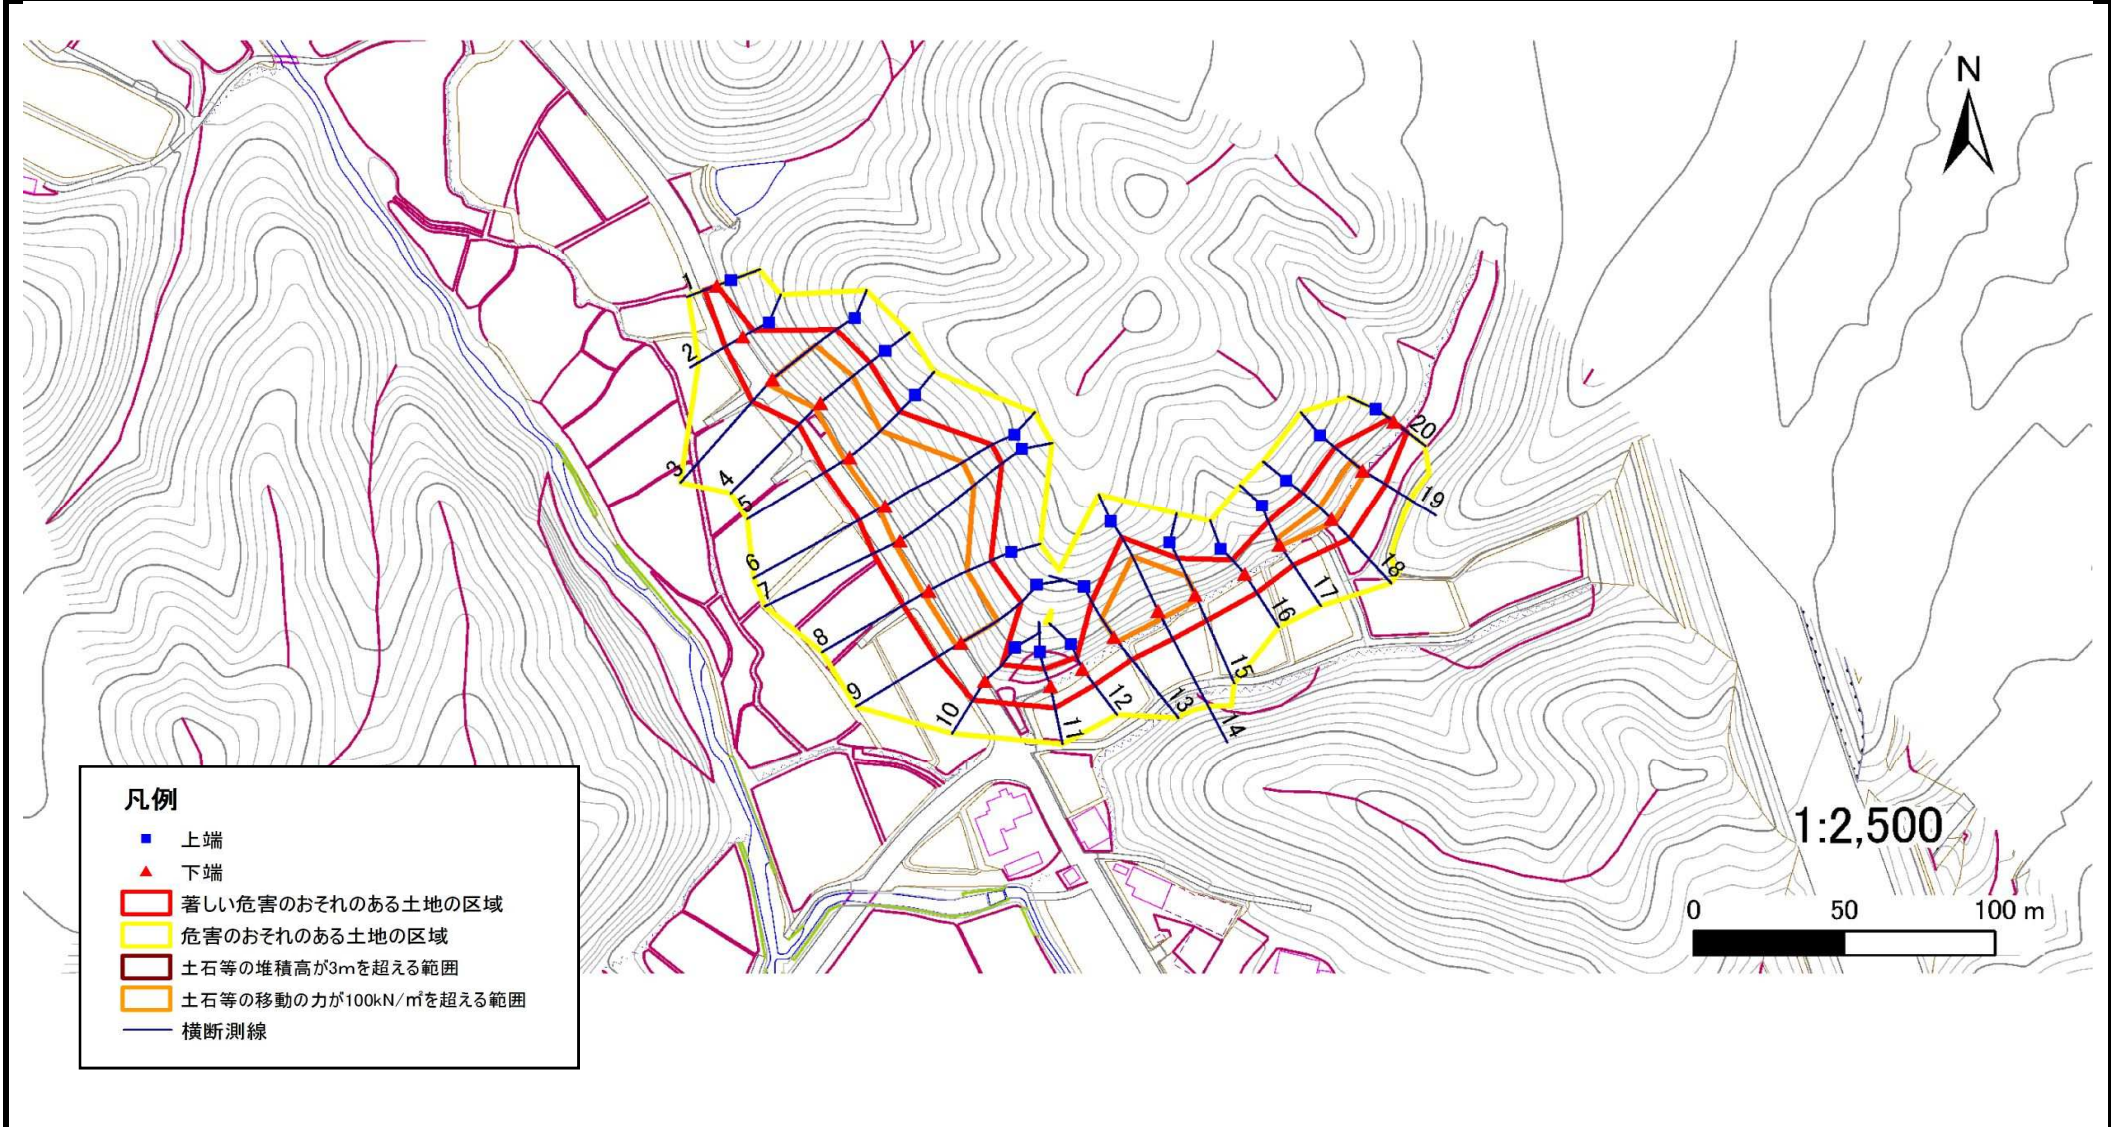 N
1
2
3
4
5
6
7
8
9
10
11
12
13
14
15
16
17
18
19
20
凡例
上端
下端
著しい危害のおそれのある土地の区域
危害のおそれのある土地の区域
土石等の堆積高が3mを超える範囲
土石等の移動の力が100kN/㎡を超える範囲
横断測線
1:2,500
0 50 100 m